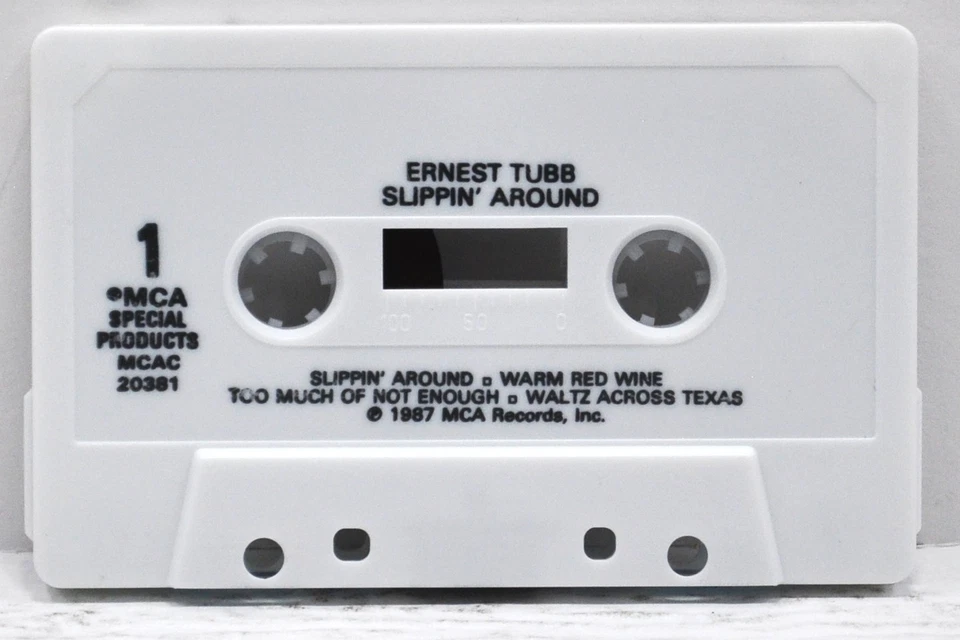 ERNEST TUBB
SLIPPIN' AROUND
1
MCA
SPECIAL
PRODUCTS
MCAC
20381
100 50 0
SLIPPIN' AROUND ▫ WARM RED WINE
TOO MUCH OF NOT ENOUGH ▫ WALTZ ACROSS TEXAS
℗ 1987 MCA Records, Inc.